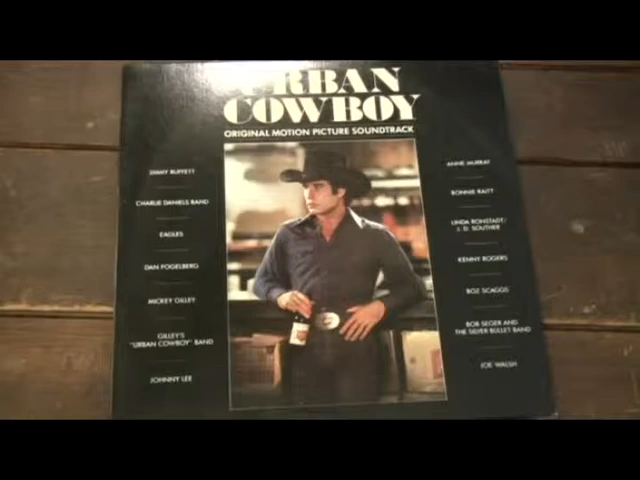 URBAN
COWBOY
ORIGINAL MOTION PICTURE SOUNDTRACK
JIMMY BUFFETT
CHARLIE DANIELS BAND
EAGLES
DAN FOGELBERG
MICKEY GILLEY
GILLEY'S
"URBAN COWBOY" BAND
JOHNNY LEE
ANNE MURRAY
BONNIE RAITT
LINDA RONSTADT/
J. D. SOUTHER
KENNY ROGERS
BOZ SCAGGS
BOB SEGER AND
THE SILVER BULLET BAND
JOE WALSH